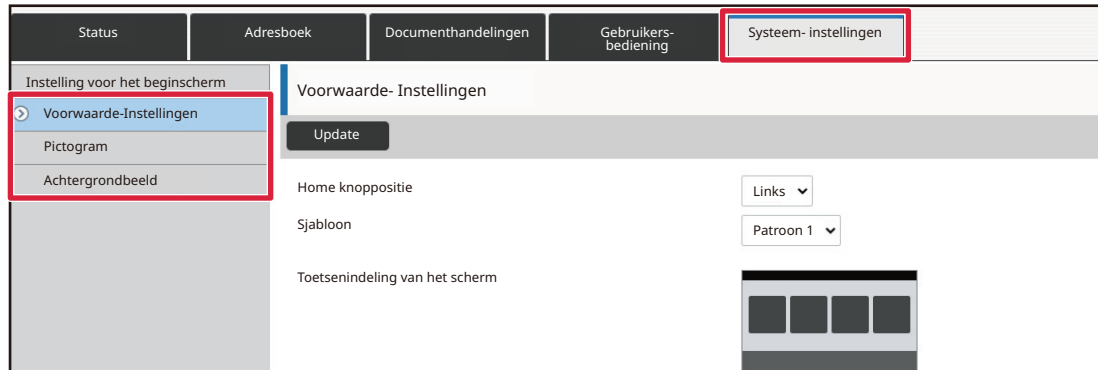 Status
Adresboek
Documenthandelingen
Gebruikers-
bediening
Systeem- instellingen
Instelling voor het beginscherm
Voorwaarde-Instellingen
Pictogram
Achtergrondbeeld
Voorwaarde- Instellingen
Update
Home knoppositie
Links
Sjabloon
Patroon 1
Toetsenindeling van het scherm